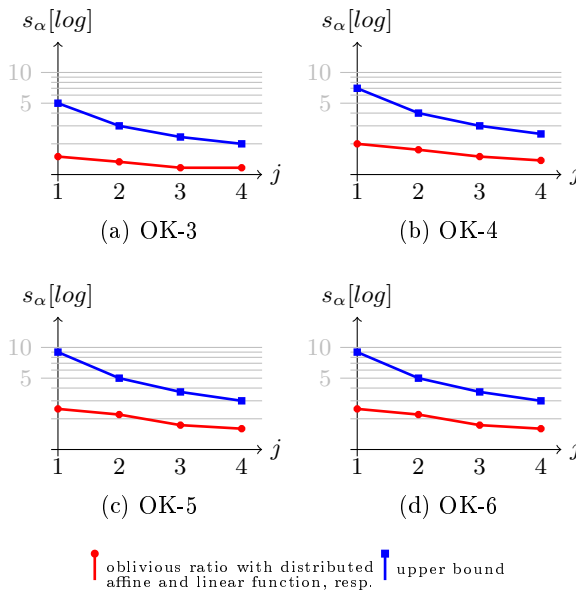 sα[log]
10
5
1 2 3 4 j
(a) OK-3
sα[log]
10
5
1 2 3 4 j
(b) OK-4
sα[log]
10
5
1 2 3 4 j
(c) OK-5
sα[log]
10
5
1 2 3 4 j
(d) OK-6
oblivious ratio with distributed
affine and linear function, resp.
upper bound